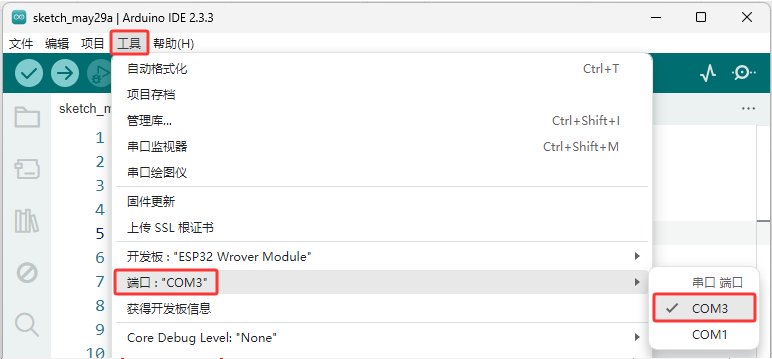 sketch_may29a | Arduino IDE 2.3.3
文件 编辑 项目 工具 帮助(H)
自动格式化 Ctrl+T
项目存档
sketch_m
管理库... Ctrl+Shift+I
1
串口监视器 Ctrl+Shift+M
2
串口绘图仪
3
固件更新
4
上传 SSL 根证书
5
开发板 : "ESP32 Wrover Module"
6
端口 : "COM3"
7
串口 端口
获得开发板信息
8
COM3
Core Debug Level: "None"
9
COM1
10